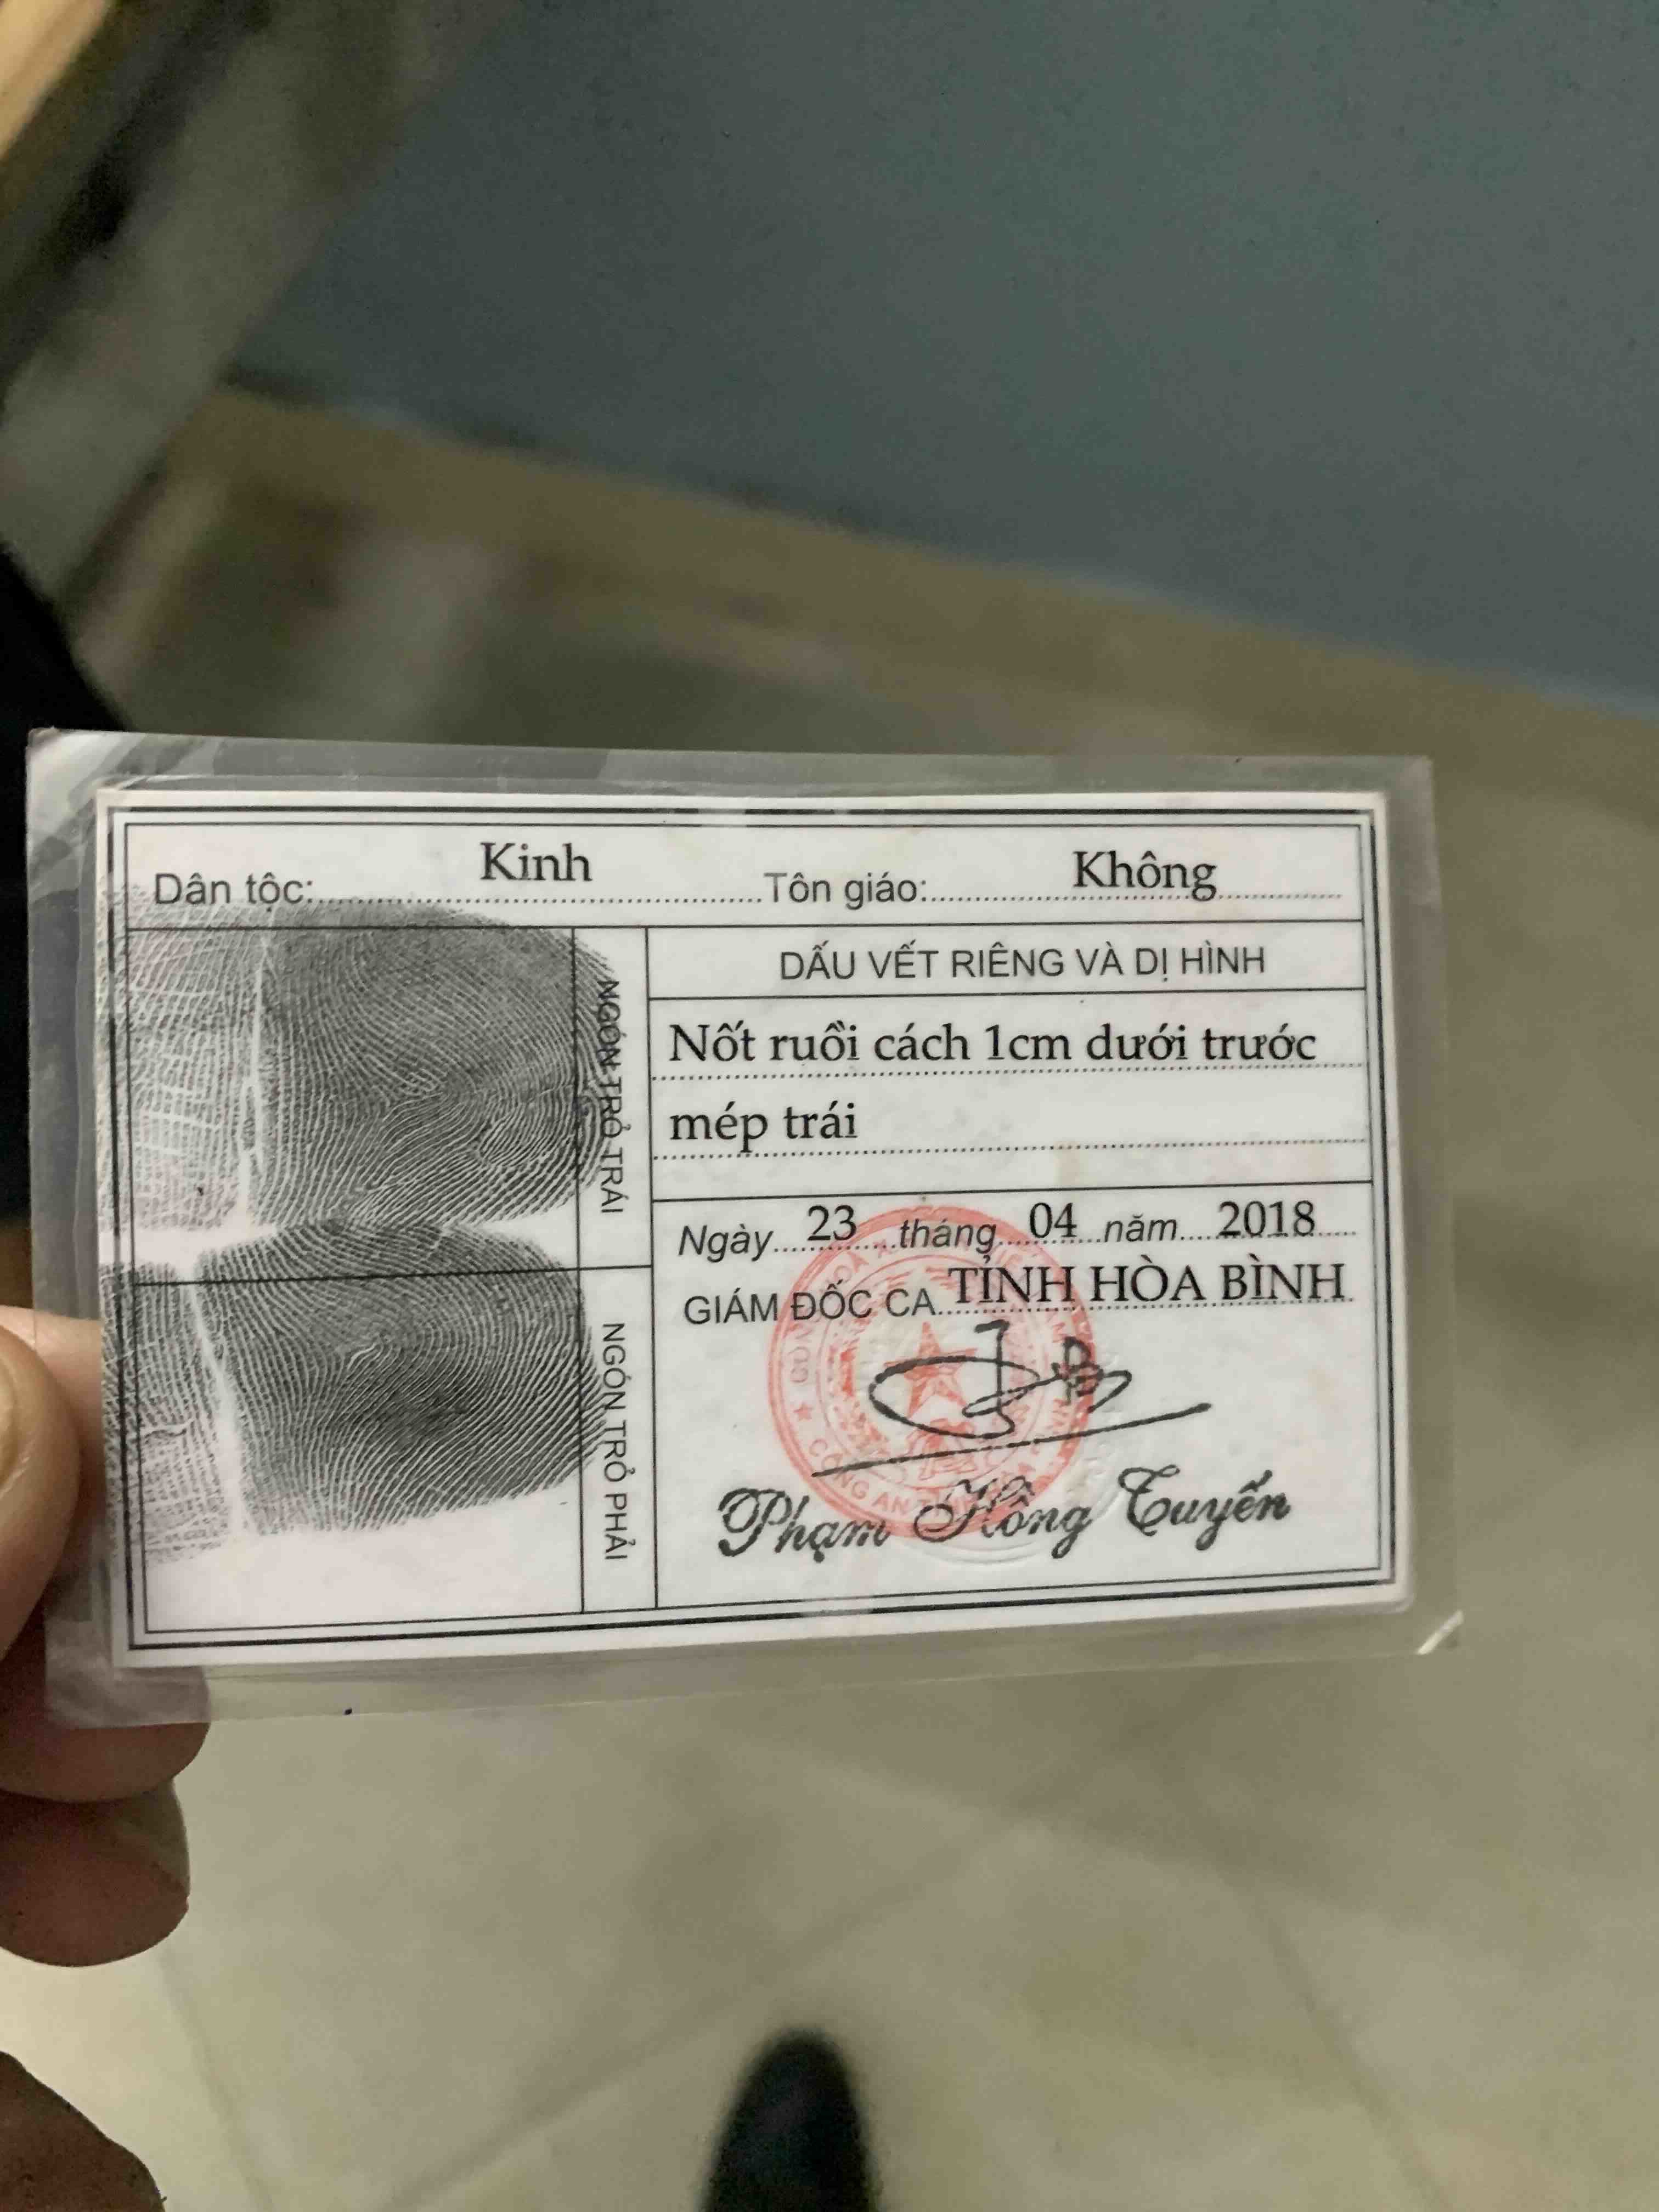 Dân tộc: Kinh Tôn giáo: Không
NGÓN TRỎ TRÁI
DẤU VẾT RIÊNG VÀ DỊ HÌNH
Nốt ruồi cách 1cm dưới trước
mép trái
Ngày 23 tháng 04 năm 2018
GIÁM ĐỐC CA TỈNH HÒA BÌNH
CÔNG AN
Phạm Hồng Tuyến
NGÓN TRỎ PHẢI